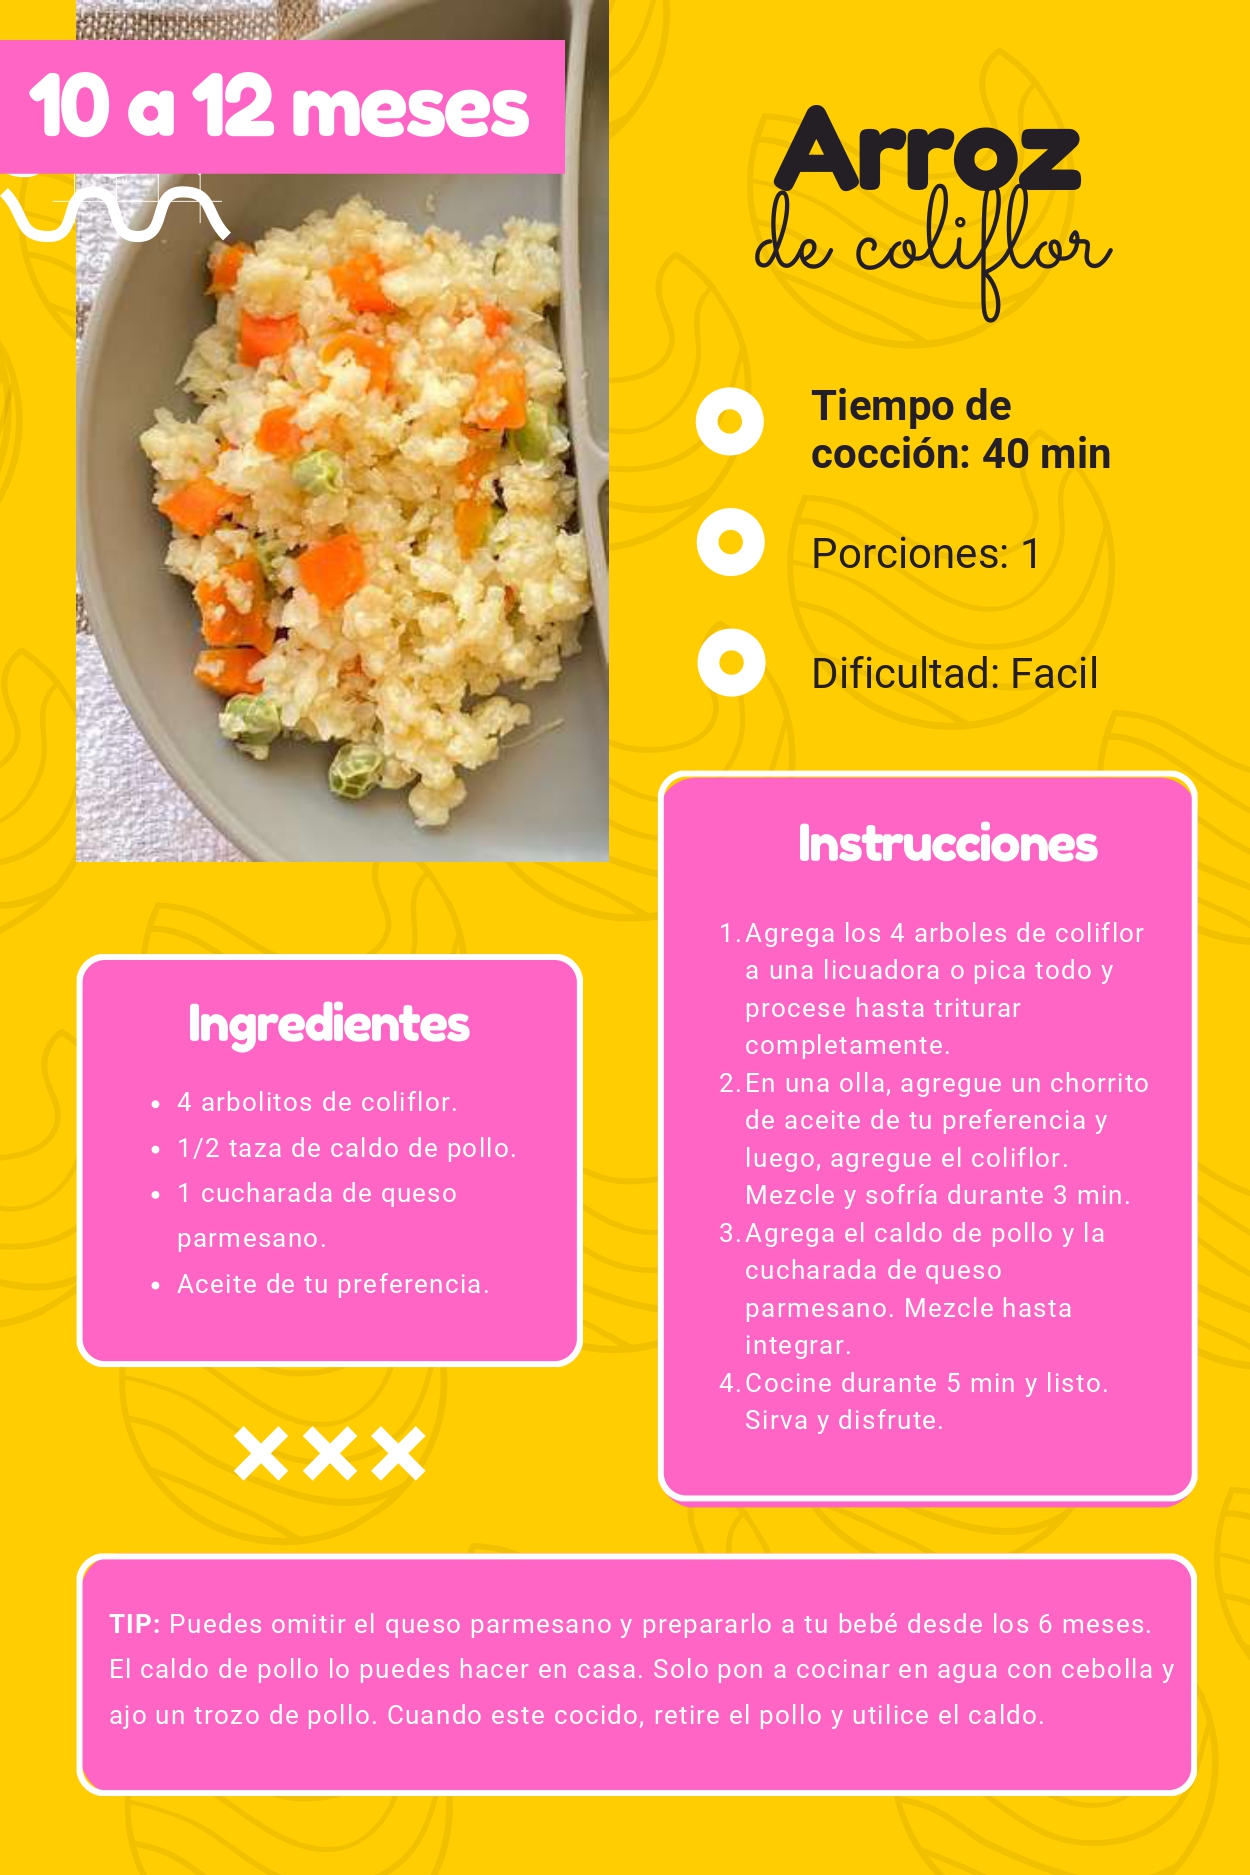 10 a 12 meses
Arroz
de coliflor
Tiempo de
cocción: 40 min
Porciones: 1
Dificultad: Facil
Instrucciones
1. Agrega los 4 arboles de coliflor
a una licuadora o pica todo y
procese hasta triturar
completamente.
2. En una olla, agregue un chorrito
de aceite de tu preferencia y
luego, agregue el coliflor.
Mezcle y sofría durante 3 min.
3. Agrega el caldo de pollo y la
cucharada de queso
parmesano. Mezcle hasta
integrar.
4. Cocine durante 5 min y listo.
Sirva y disfrute.
Ingredientes
• 4 arbolitos de coliflor.
• 1/2 taza de caldo de pollo.
• 1 cucharada de queso
parmesano.
• Aceite de tu preferencia.
TIP: Puedes omitir el queso parmesano y prepararlo a tu bebé desde los 6 meses.
El caldo de pollo lo puedes hacer en casa. Solo pon a cocinar en agua con cebolla y
ajo un trozo de pollo. Cuando este cocido, retire el pollo y utilice el caldo.